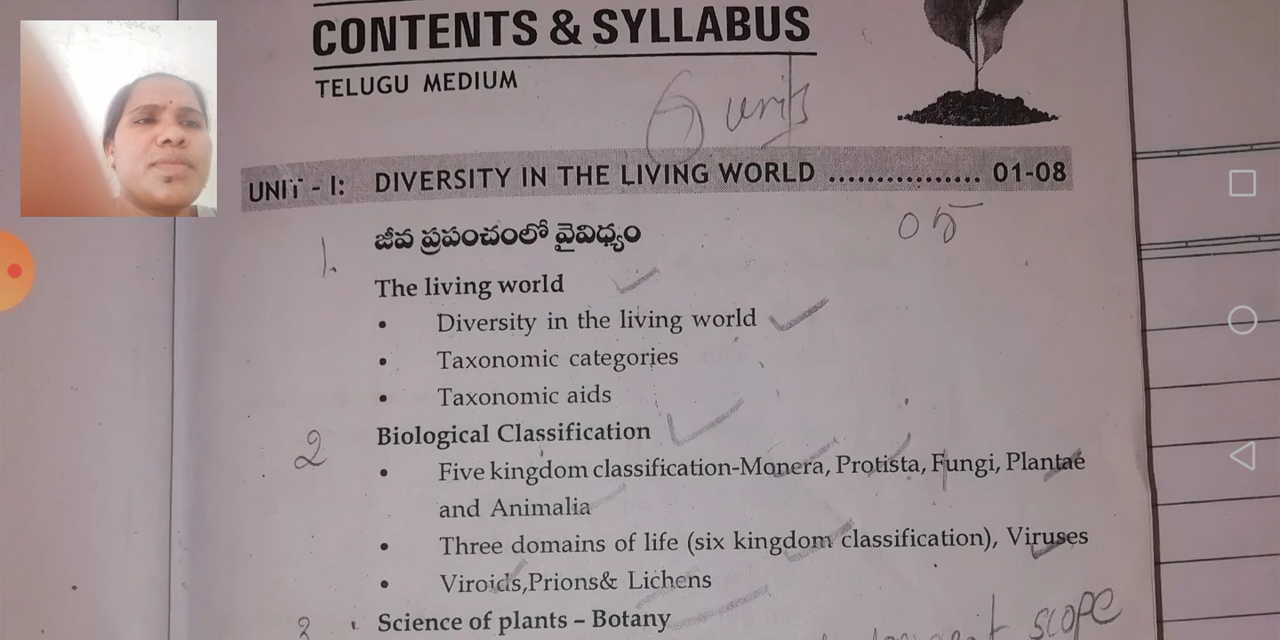 CONTENTS & SYLLABUS
TELUGU MEDIUM
6 units
UNIT - I: DIVERSITY IN THE LIVING WORLD ................ 01-08
05
1. జీవ ప్రపంచంలో వైవిధ్యం
The living world
• Diversity in the living world
• Taxonomic categories
• Taxonomic aids
2 Biological Classification
• Five kingdom classification-Monera, Protista, Fungi, Plantae
and Animalia
• Three domains of life (six kingdom classification), Viruses
• Viroids,Prions& Lichens
3 Science of plants – Botany
scope